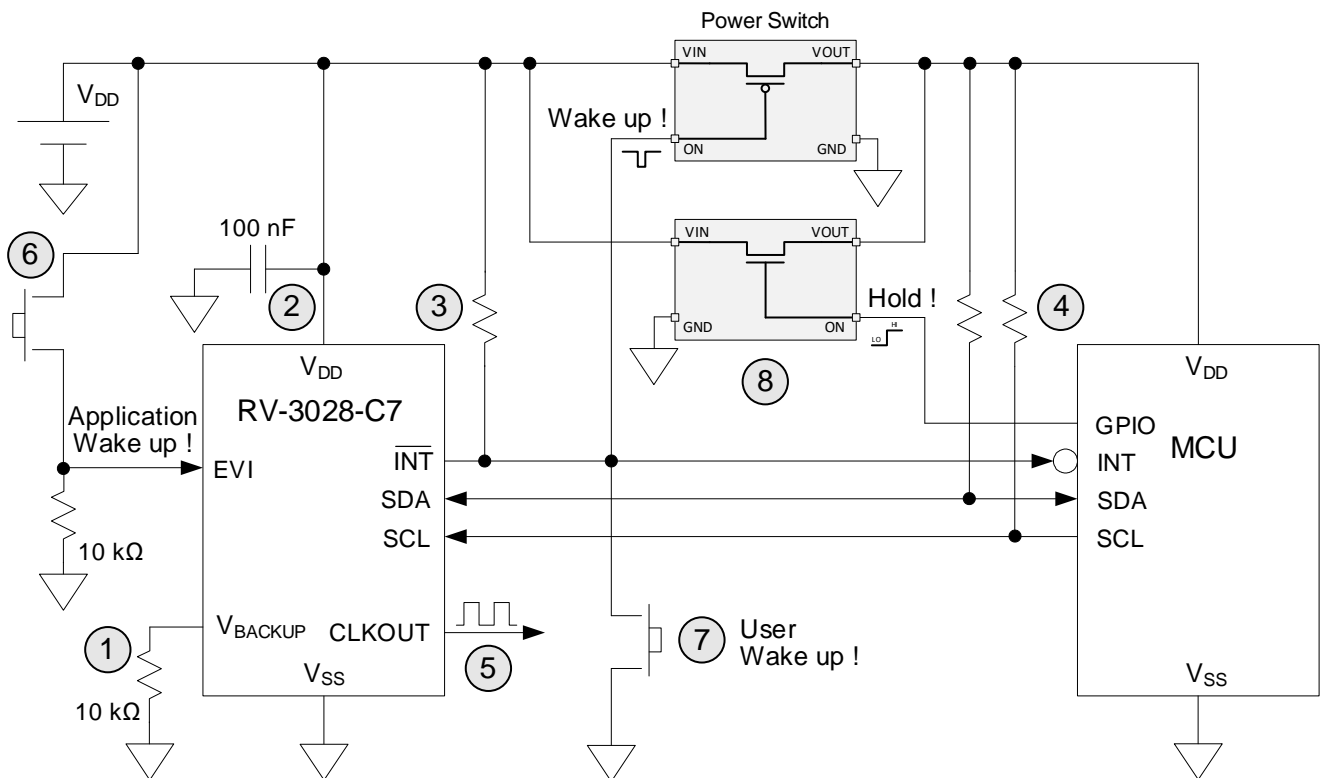 Power Switch
VIN
VOUT
VDD
Wake up !
ON
GND
100 nF
6
VIN
VOUT
2
3
Hold !
4
GND
ON
LO
HI
8
VDD
RV-3028-C7
VDD
Application
Wake up !
GPIO
MCU
EVI
INT
INT
SDA
SDA
SCL
SCL
10 kΩ
1
VBACKUP
CLKOUT
5
7
User
Wake up !
10 kΩ
VSS
VSS